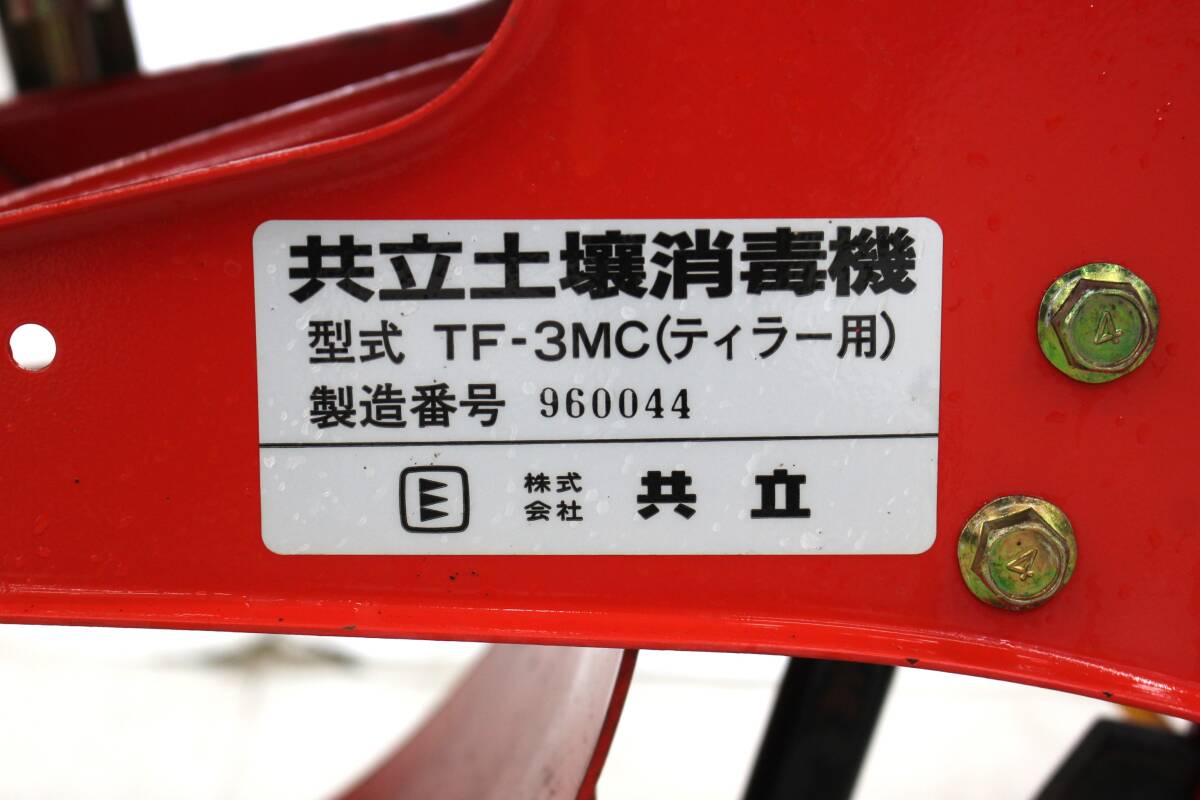 共立土壌消毒機
型式 TF-3MC(ティラー用)
製造番号 960044
株式会社 共立
4
4